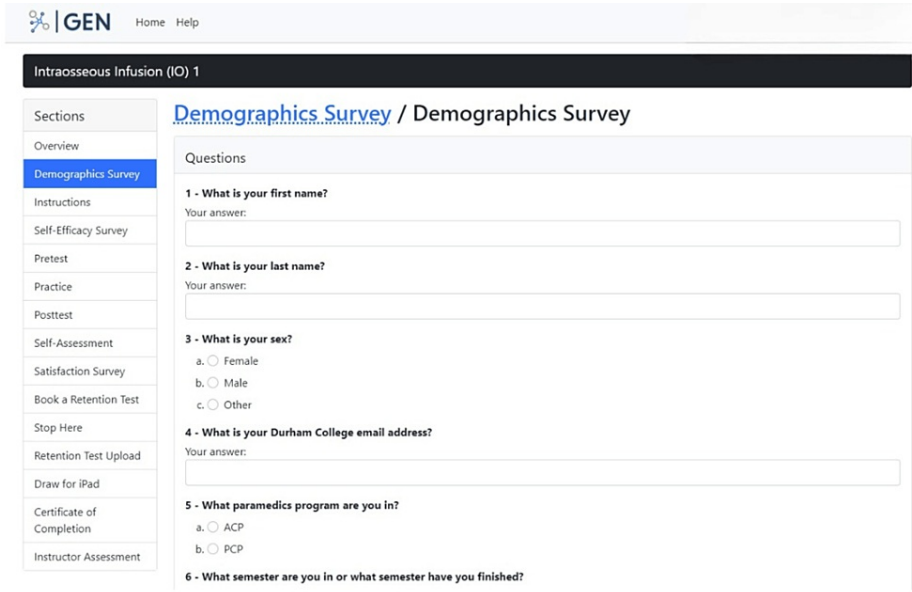 GEN Home Help
Intraosseous Infusion (IO) 1
Sections
Overview
Demographics Survey
Instructions
Self-Efficacy Survey
Pretest
Practice
Posttest
Self-Assessment
Satisfaction Survey
Book a Retention Test
Stop Here
Retention Test Upload
Draw for iPad
Certificate of
Completion
Instructor Assessment
Demographics Survey / Demographics Survey
Questions
1 - What is your first name?
Your answer:
2 - What is your last name?
Your answer:
3 - What is your sex?
a. Female
b. Male
c. Other
4 - What is your Durham College email address?
Your answer:
5 - What paramedics program are you in?
a. ACP
b. PCP
6 - What semester are you in or what semester have you finished?